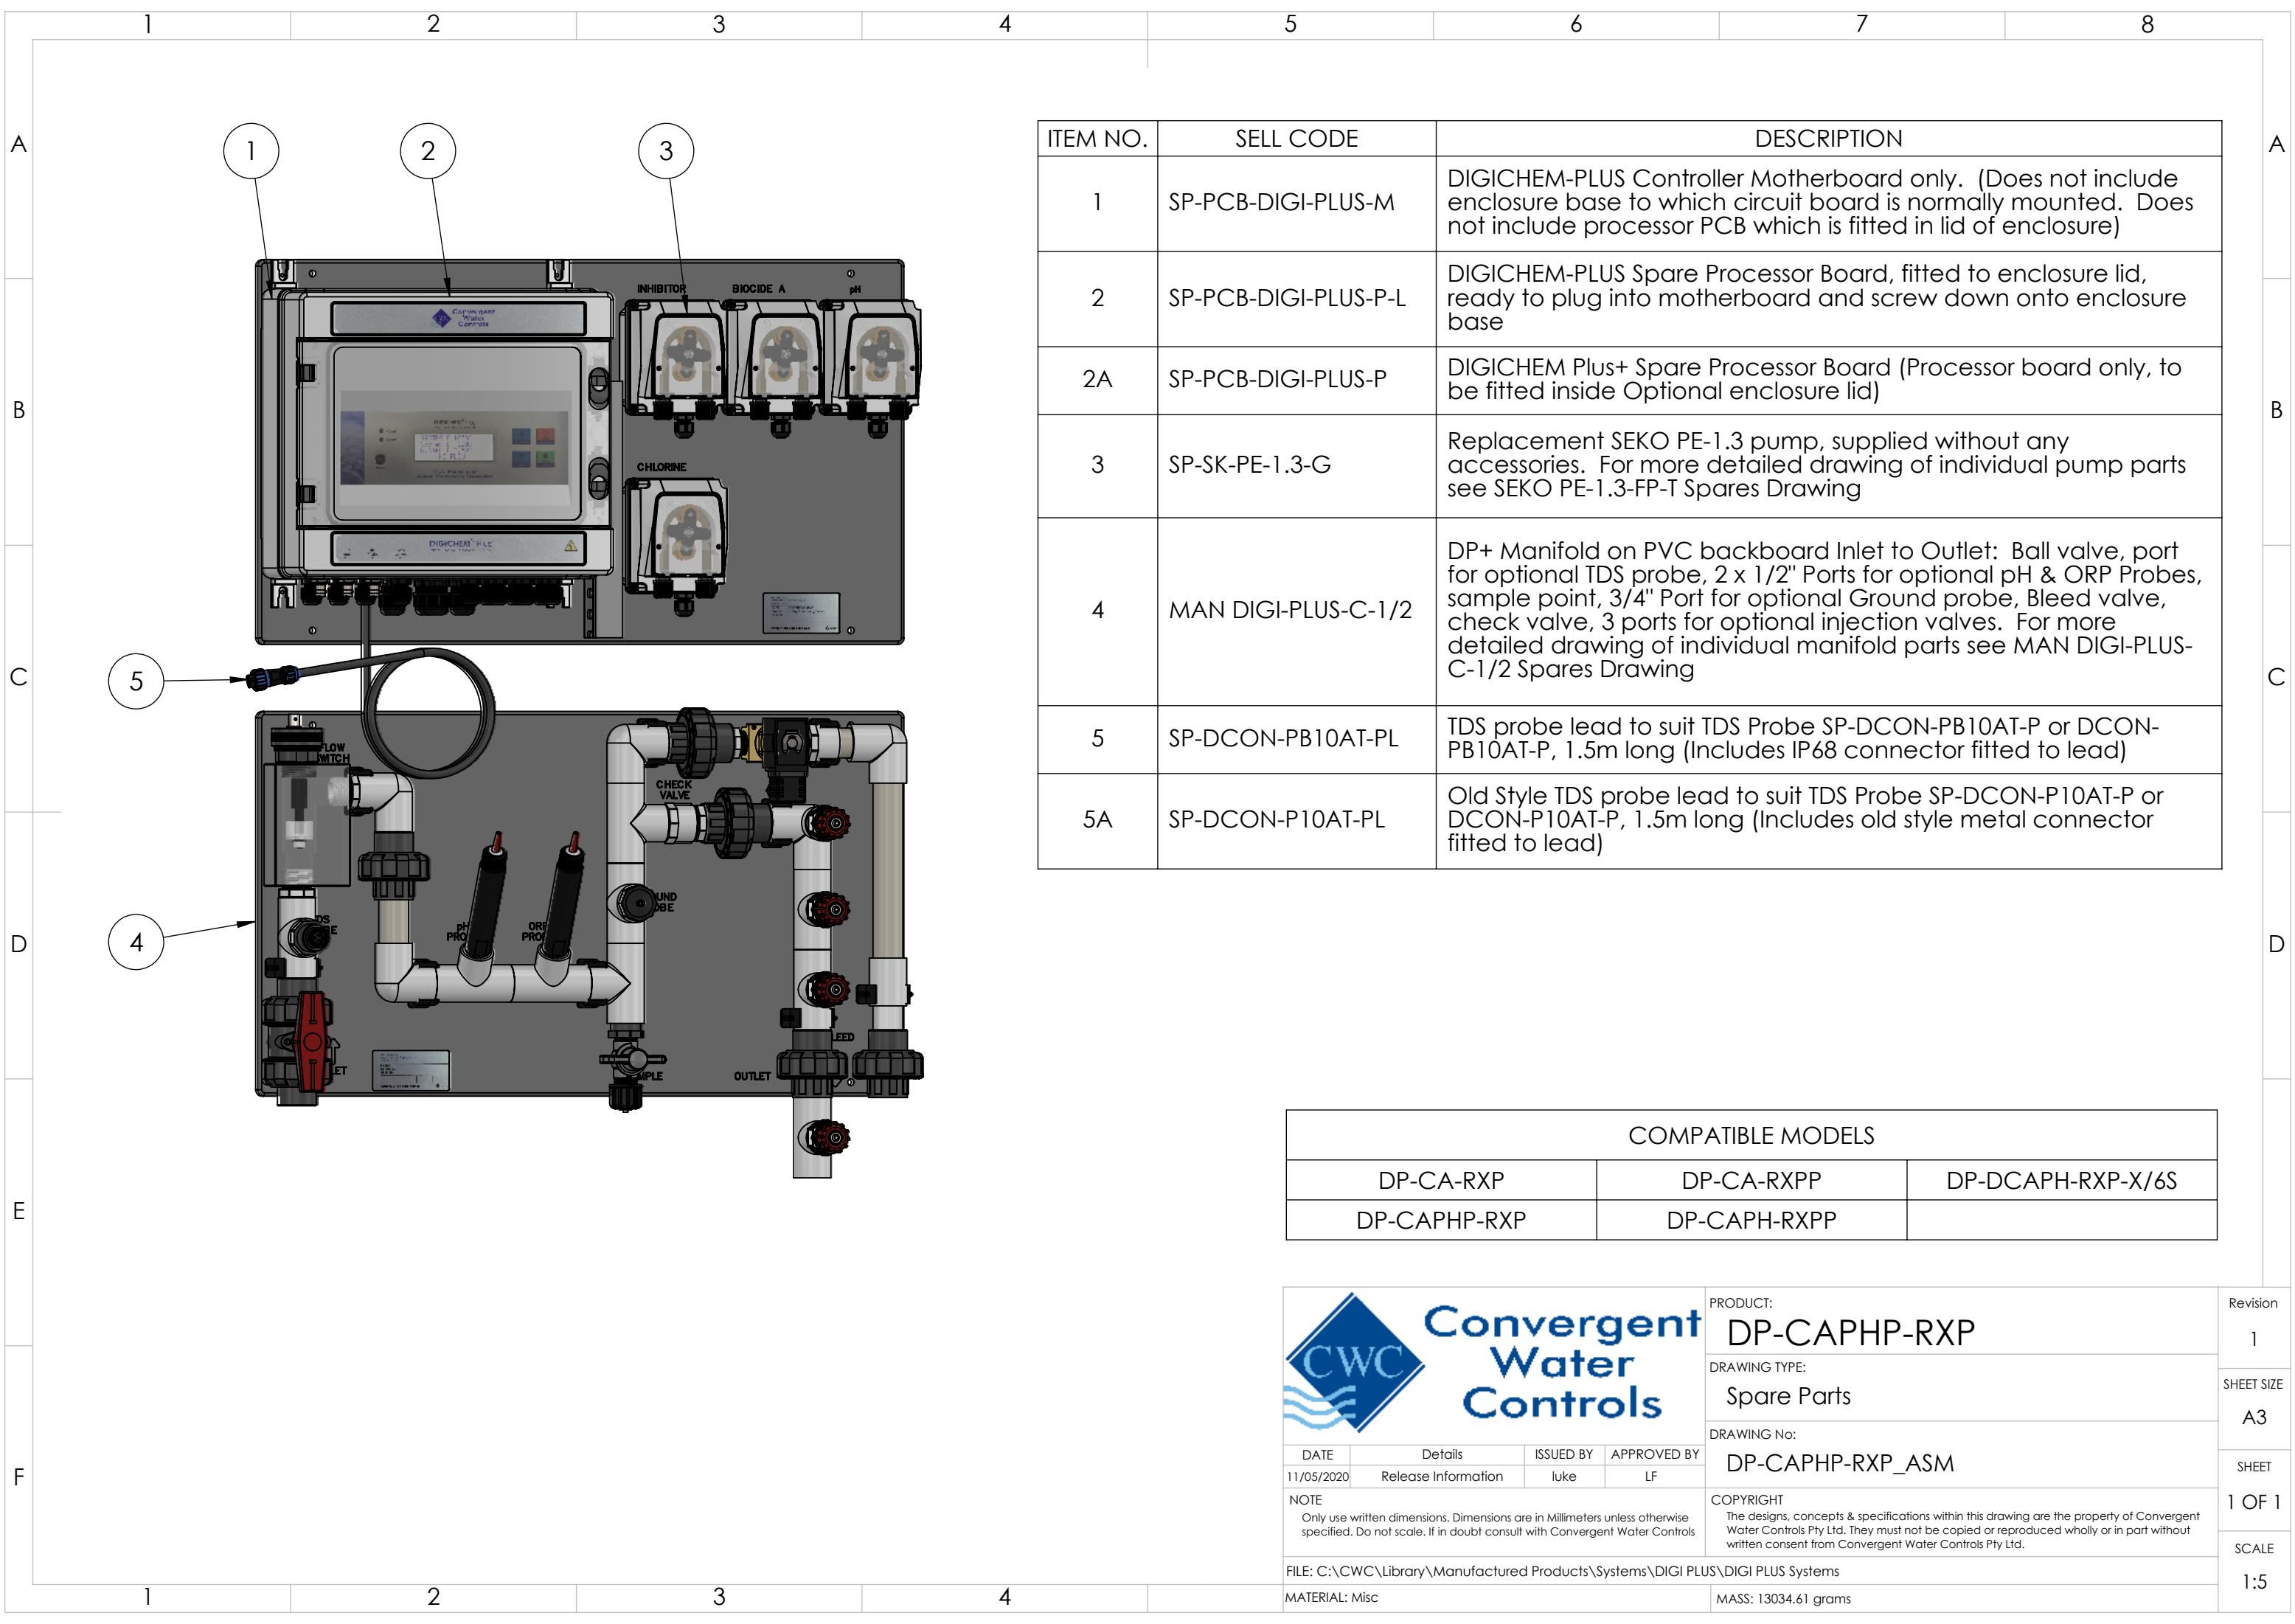 1 2 3 4 5 6 7 8
A A
B B
C C
D D
E
F
1 2 3
5
4
INHIBITOR BIOCIDE A pH
Convergent
Water
Controls
CHLORINE
FLOW
CHECK
VALVE
OUTLET
ITEM NO. SELL CODE DESCRIPTION
1 SP-PCB-DIGI-PLUS-M DIGICHEM-PLUS Controller Motherboard only. (Does not include
enclosure base to which circuit board is normally mounted. Does
not include processor PCB which is fitted in lid of enclosure)
2 SP-PCB-DIGI-PLUS-P-L DIGICHEM-PLUS Spare Processor Board, fitted to enclosure lid,
ready to plug into motherboard and screw down onto enclosure
base
2A SP-PCB-DIGI-PLUS-P DIGICHEM Plus+ Spare Processor Board (Processor board only, to
be fitted inside Optional enclosure lid)
3 SP-SK-PE-1.3-G Replacement SEKO PE-1.3 pump, supplied without any
accessories. For more detailed drawing of individual pump parts
see SEKO PE-1.3-FP-T Spares Drawing
4 MAN DIGI-PLUS-C-1/2 DP+ Manifold on PVC backboard Inlet to Outlet: Ball valve, port
for optional TDS probe, 2 x 1/2" Ports for optional pH & ORP Probes,
sample point, 3/4" Port for optional Ground probe, Bleed valve,
check valve, 3 ports for optional injection valves. For more
detailed drawing of individual manifold parts see MAN DIGI-PLUS-
C-1/2 Spares Drawing
5 SP-DCON-PB10AT-PL TDS probe lead to suit TDS Probe SP-DCON-PB10AT-P or DCON-
PB10AT-P, 1.5m long (Includes IP68 connector fitted to lead)
5A SP-DCON-P10AT-PL Old Style TDS probe lead to suit TDS Probe SP-DCON-P10AT-P or
DCON-P10AT-P, 1.5m long (Includes old style metal connector
fitted to lead)
COMPATIBLE MODELS
DP-CA-RXP DP-CA-RXPP DP-DCAPH-RXP-X/6S
DP-CAPHP-RXP DP-CAPH-RXPP
CWC
Convergent
Water
Controls
PRODUCT:
DP-CAPHP-RXP
DRAWING TYPE:
Spare Parts
DRAWING No:
DP-CAPHP-RXP_ASM
Revision
1
SHEET SIZE
A3
SHEET
1 OF 1
SCALE
1:5
DATE Details ISSUED BY APPROVED BY
11/05/2020 Release Information luke LF
NOTE
Only use written dimensions. Dimensions are in Millimeters unless otherwise
specified. Do not scale. If in doubt consult with Convergent Water Controls
COPYRIGHT
The designs, concepts & specifications within this drawing are the property of Convergent
Water Controls Pty Ltd. They must not be copied or reproduced wholly or in part without
written consent from Convergent Water Controls Pty Ltd.
FILE: C:\CWC\Library\Manufactured Products\Systems\DIGI PLUS\DIGI PLUS Systems
MATERIAL: Misc
MASS: 13034.61 grams
1 2 3 4